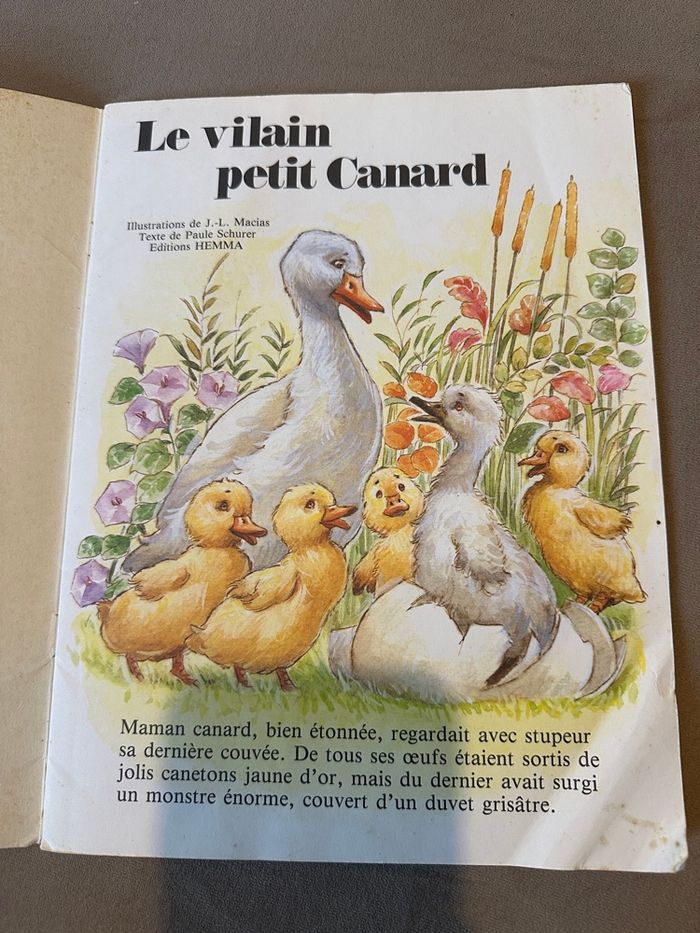 Le vilain
petit Canard
Illustrations de J.-L. Macias
Texte de Paule Schurer
Editions HEMMA
Maman canard, bien étonnée, regardait avec stupeur
sa dernière couvée. De tous ses œufs étaient sortis de
jolis canetons jaune d'or, mais du dernier avait surgi
un monstre énorme, couvert d'un duvet grisâtre.